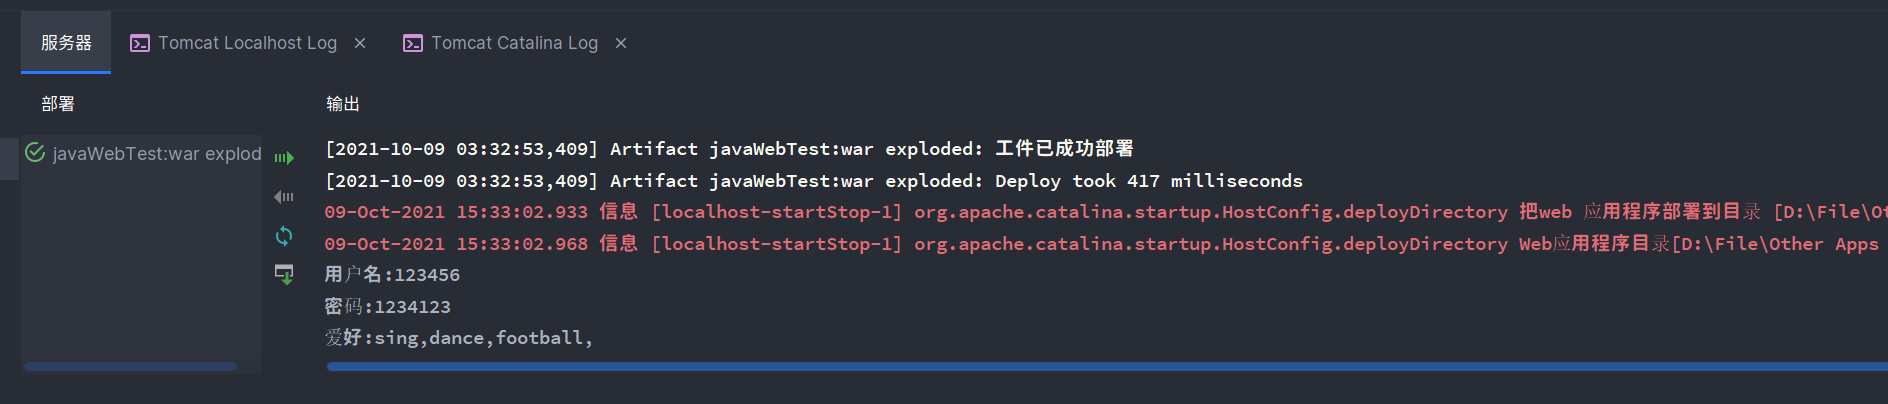 服务器 Tomcat Localhost Log Tomcat Catalina Log
部署 输出
javaWebTest:war explod
[2021-10-09 03:32:53,409] Artifact javaWebTest:war exploded: 工件已成功部署
[2021-10-09 03:32:53,409] Artifact javaWebTest:war exploded: Deploy took 417 milliseconds
09-Oct-2021 15:33:02.933 信息 [localhost-startStop-1] org.apache.catalina.startup.HostConfig.deployDirectory 把web 应用程序部署到目录 [D:\File\Ot
09-Oct-2021 15:33:02.968 信息 [localhost-startStop-1] org.apache.catalina.startup.HostConfig.deployDirectory Web应用程序目录[D:\File\Other Apps
用户名:123456
密码:1234123
爱好:sing,dance,football,